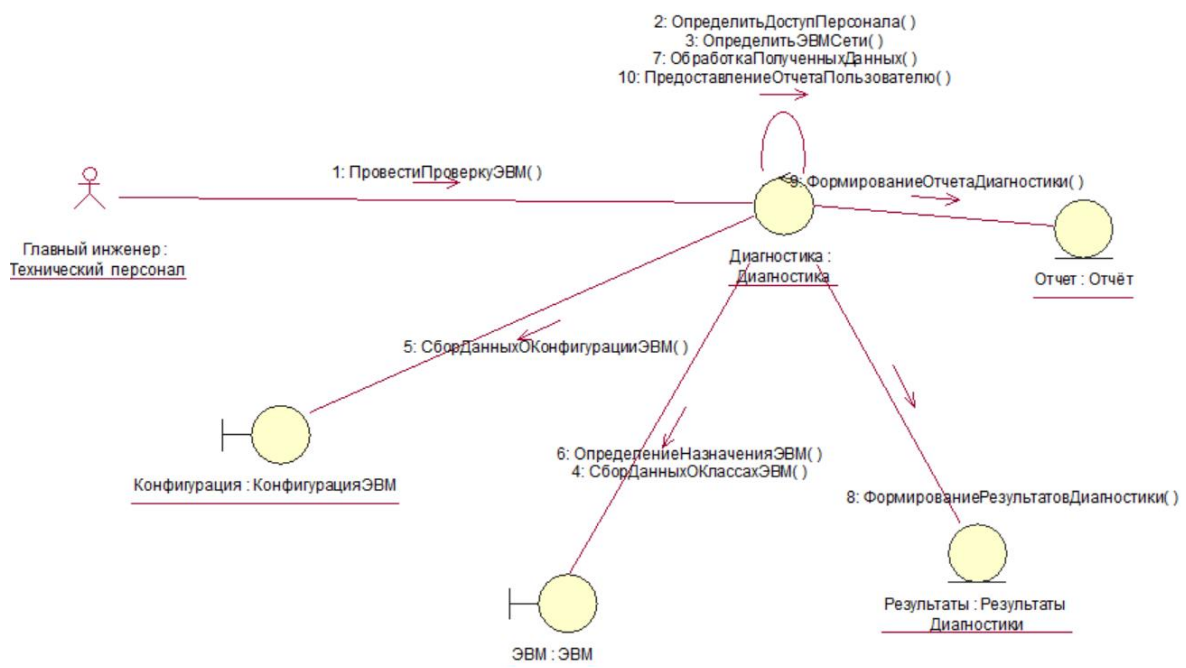 2: ОпределитьДоступПерсонала( )
3: ОпределитьЭВМСети( )
7: ОбработкаПолученныхДанных( )
10: ПредоставлениеОтчетаПользователю( )
1: ПровестиПроверкуЭВМ( )
9: ФормированиеОтчетаДиагностики( )
Главный инженер :
Технический персонал
Диагностика :
Диагностика
Отчет : Отчёт
5: СборДанныхОКонфигурацииЭВМ( )
6: ОпределениеНазначенияЭВМ( )
4: СборДанныхОКлассахЭВМ( )
Конфигурация : КонфигурацияЭВМ
8: ФормированиеРезультатовДиагностики( )
Результаты : Результаты
Диагностики
ЭВМ : ЭВМ